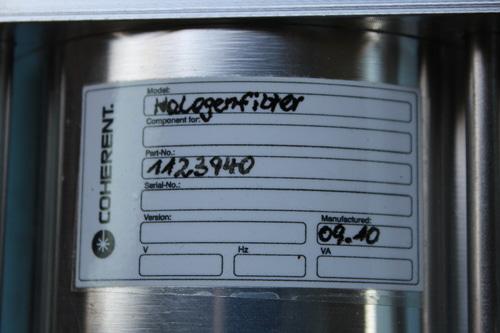 COHERENT.
Model:
Halogenfilter
Component for:
Part-No.:
1123940
Serial-No.:
Version:
Manufactured:
09.10
V
Hz
VA